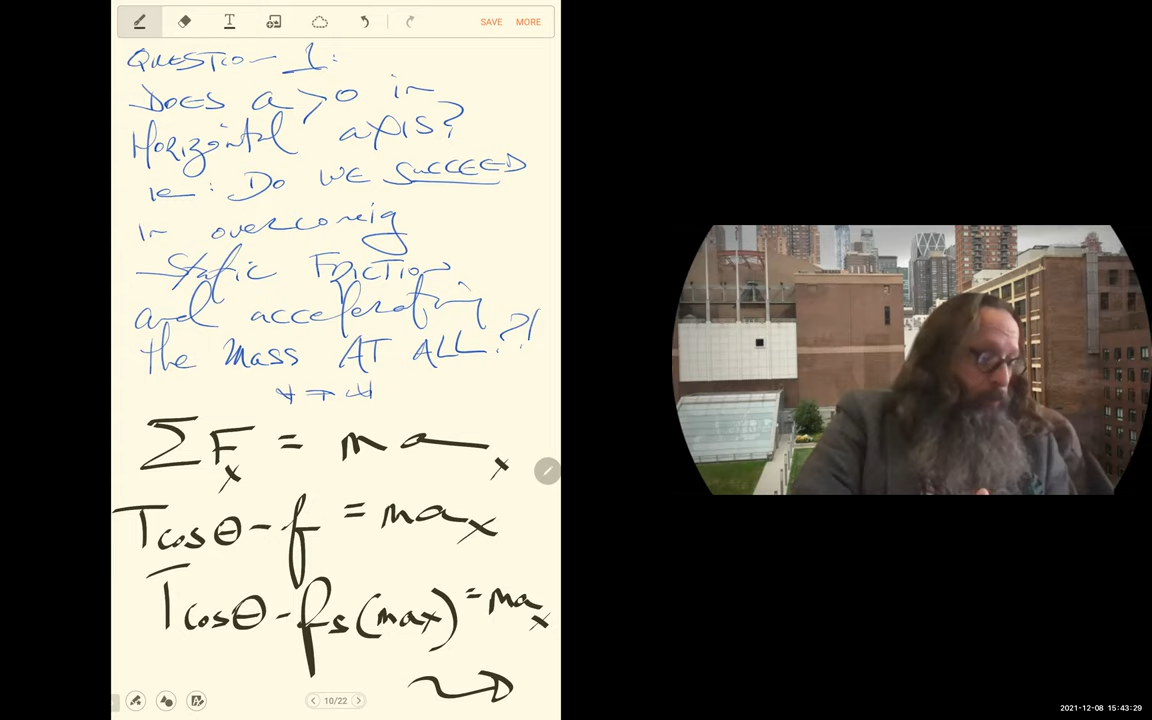 SAVE MORE
QUESTION 1:
DOES a > 0 in
Horizontal axis?
ie: Do WE SUCCEED
in overcomig
Static FRICTION
and accelerating
the mass AT ALL?!
ΣFx = max
Tcosθ - f = max
Tcosθ - fs(max) = max
10/22
2021-12-08 15:43:29